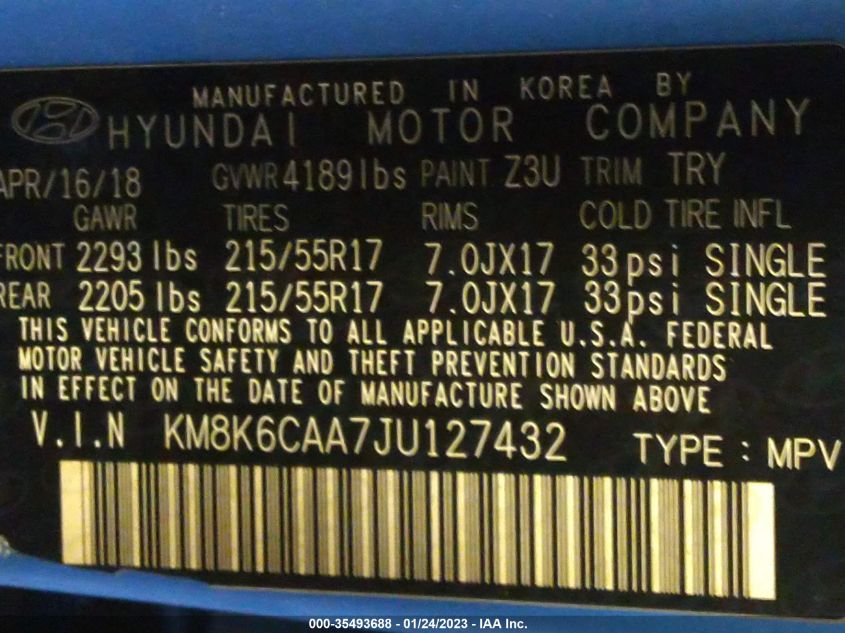 MANUFACTURED IN KOREA BY
HYUNDAI MOTOR COMPANY
APR/16/18 GVWR 4189lbs PAINT Z3U TRIM TRY
GAWR TIRES RIMS COLD TIRE INFL
FRONT 2293 lbs 215/55R17 7.0JX17 33psi SINGLE
REAR 2205 lbs 215/55R17 7.0JX17 33psi SINGLE
THIS VEHICLE CONFORMS TO ALL APPLICABLE U.S.A. FEDERAL
MOTOR VEHICLE SAFETY AND THEFT PREVENTION STANDARDS
IN EFFECT ON THE DATE OF MANUFACTURE SHOWN ABOVE
V.I.N KM8K6CAA7JU127432 TYPE : MPV
000-35493688 - 01/24/2023 - IAA Inc.